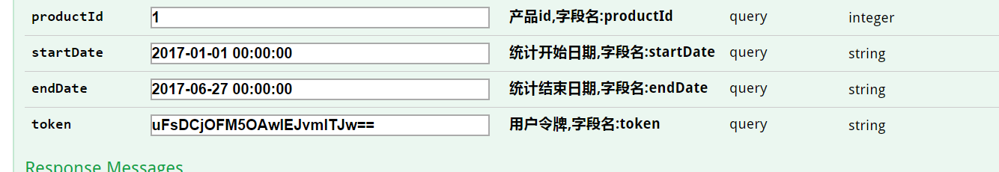 productId 1 产品id,字段名:productId query integer
startDate 2017-01-01 00:00:00 统计开始日期,字段名:startDate query string
endDate 2017-06-27 00:00:00 统计结束日期,字段名:endDate query string
token uFsDCjOFM5OAwlEJvmITJw== 用户令牌,字段名:token query string
Response Messages